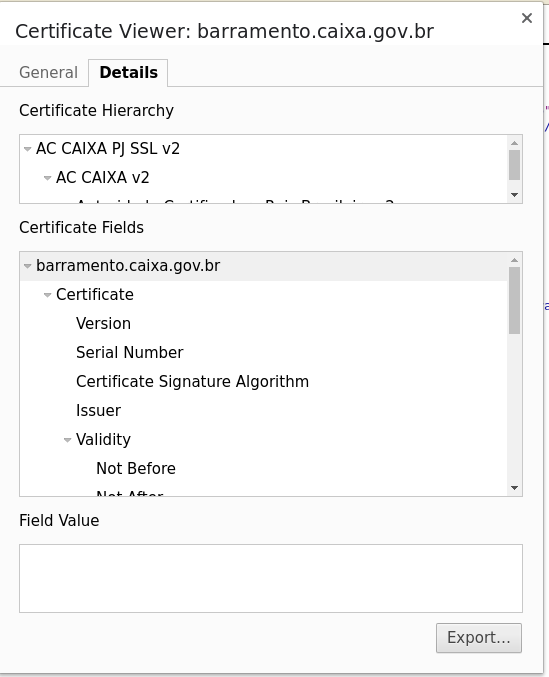 Certificate Viewer: barramento.caixa.gov.br
General Details
Certificate Hierarchy
AC CAIXA PJ SSL v2
AC CAIXA v2
Certificate Fields
barramento.caixa.gov.br
Certificate
Version
Serial Number
Certificate Signature Algorithm
Issuer
Validity
Not Before
Not After
Field Value
Export...